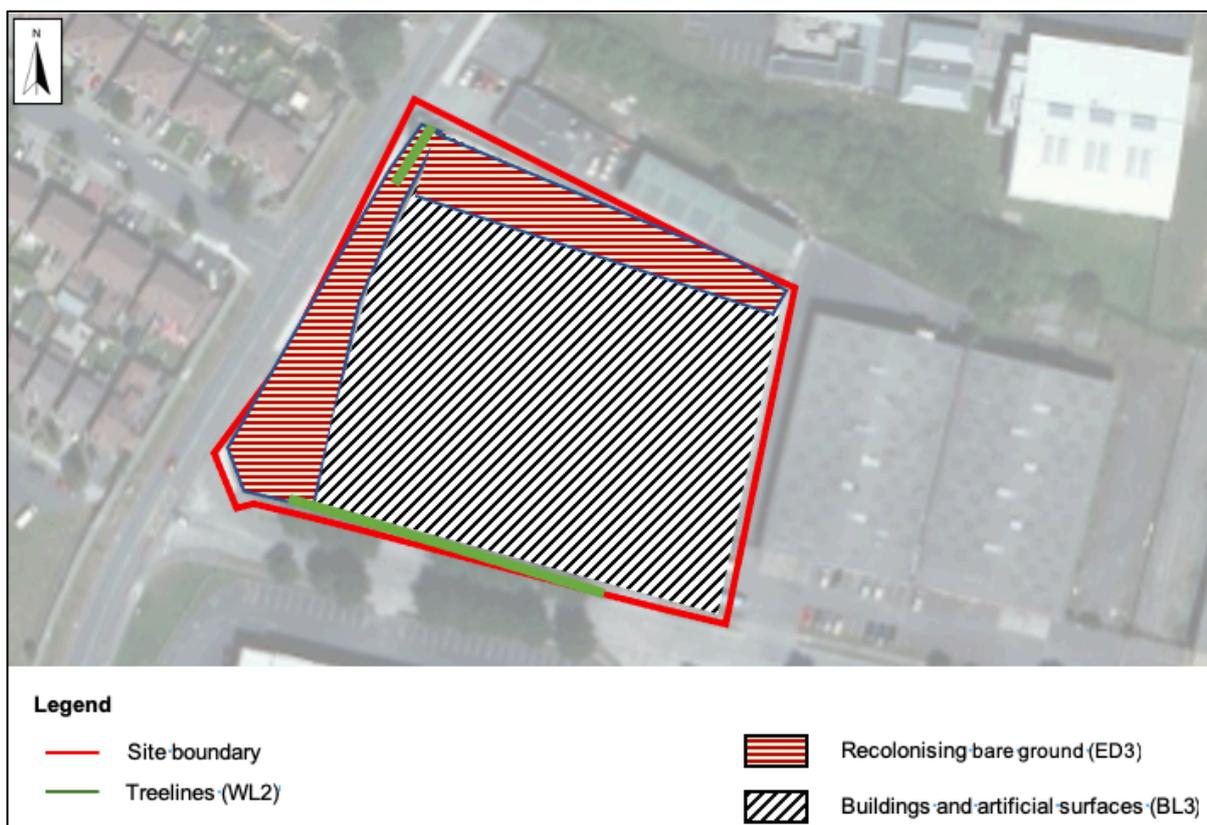 N
Legend
Site boundary
Treelines (WL2)
Recolonising bare ground (ED3)
Buildings and artificial surfaces (BL3)